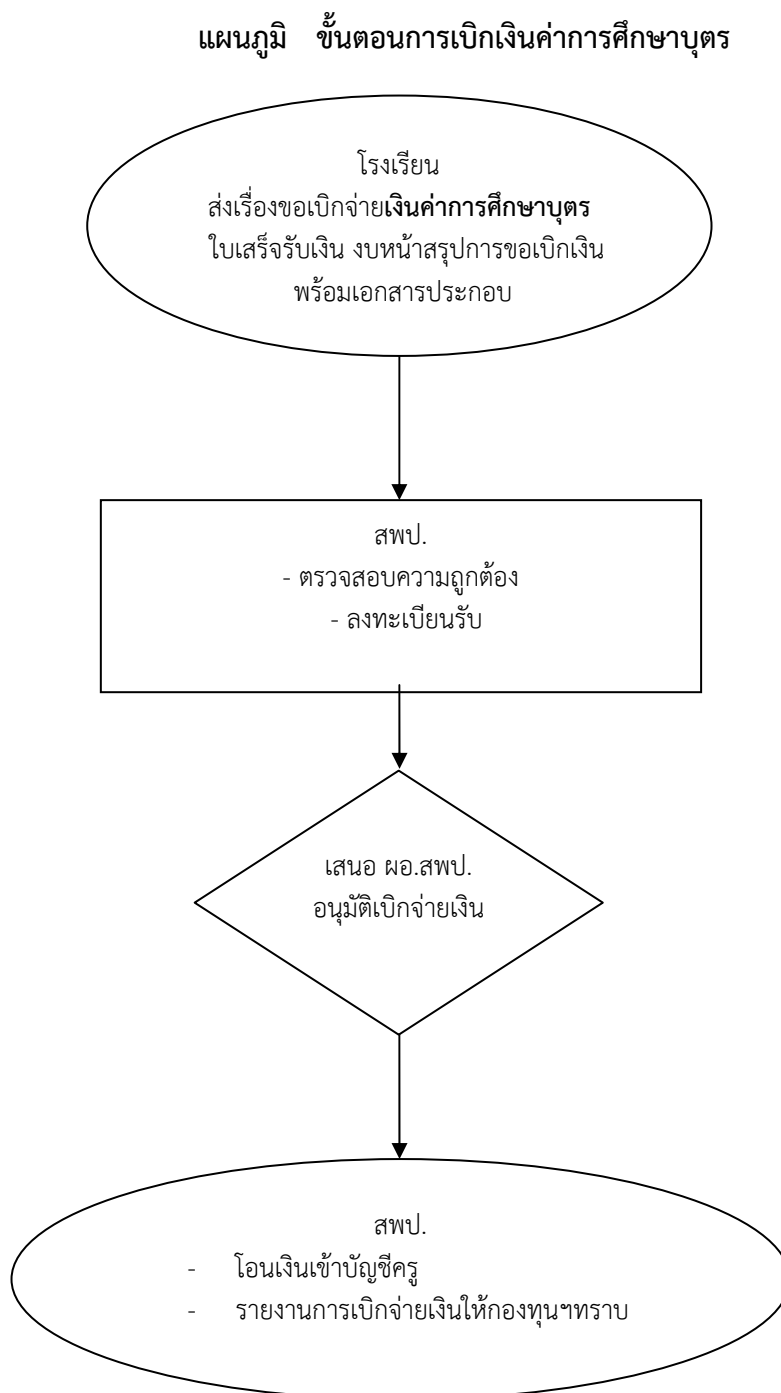 แผนภูมิ ขั้นตอนการเบิกเงินค่าการศึกษาบุตร
โรงเรียน
ส่งเรื่องขอเบิกจ่ายเงินค่าการศึกษาบุตร
ใบเสร็จรับเงิน งบหน้าสรุปการขอเบิกเงิน
พร้อมเอกสารประกอบ
สพป.
- ตรวจสอบความถูกต้อง
- ลงทะเบียนรับ
เสนอ ผอ.สพป.
อนุมัติเบิกจ่ายเงิน
สพป.
- โอนเงินเข้าบัญชีครู
- รายงานการเบิกจ่ายเงินให้กองทุนฯทราบ